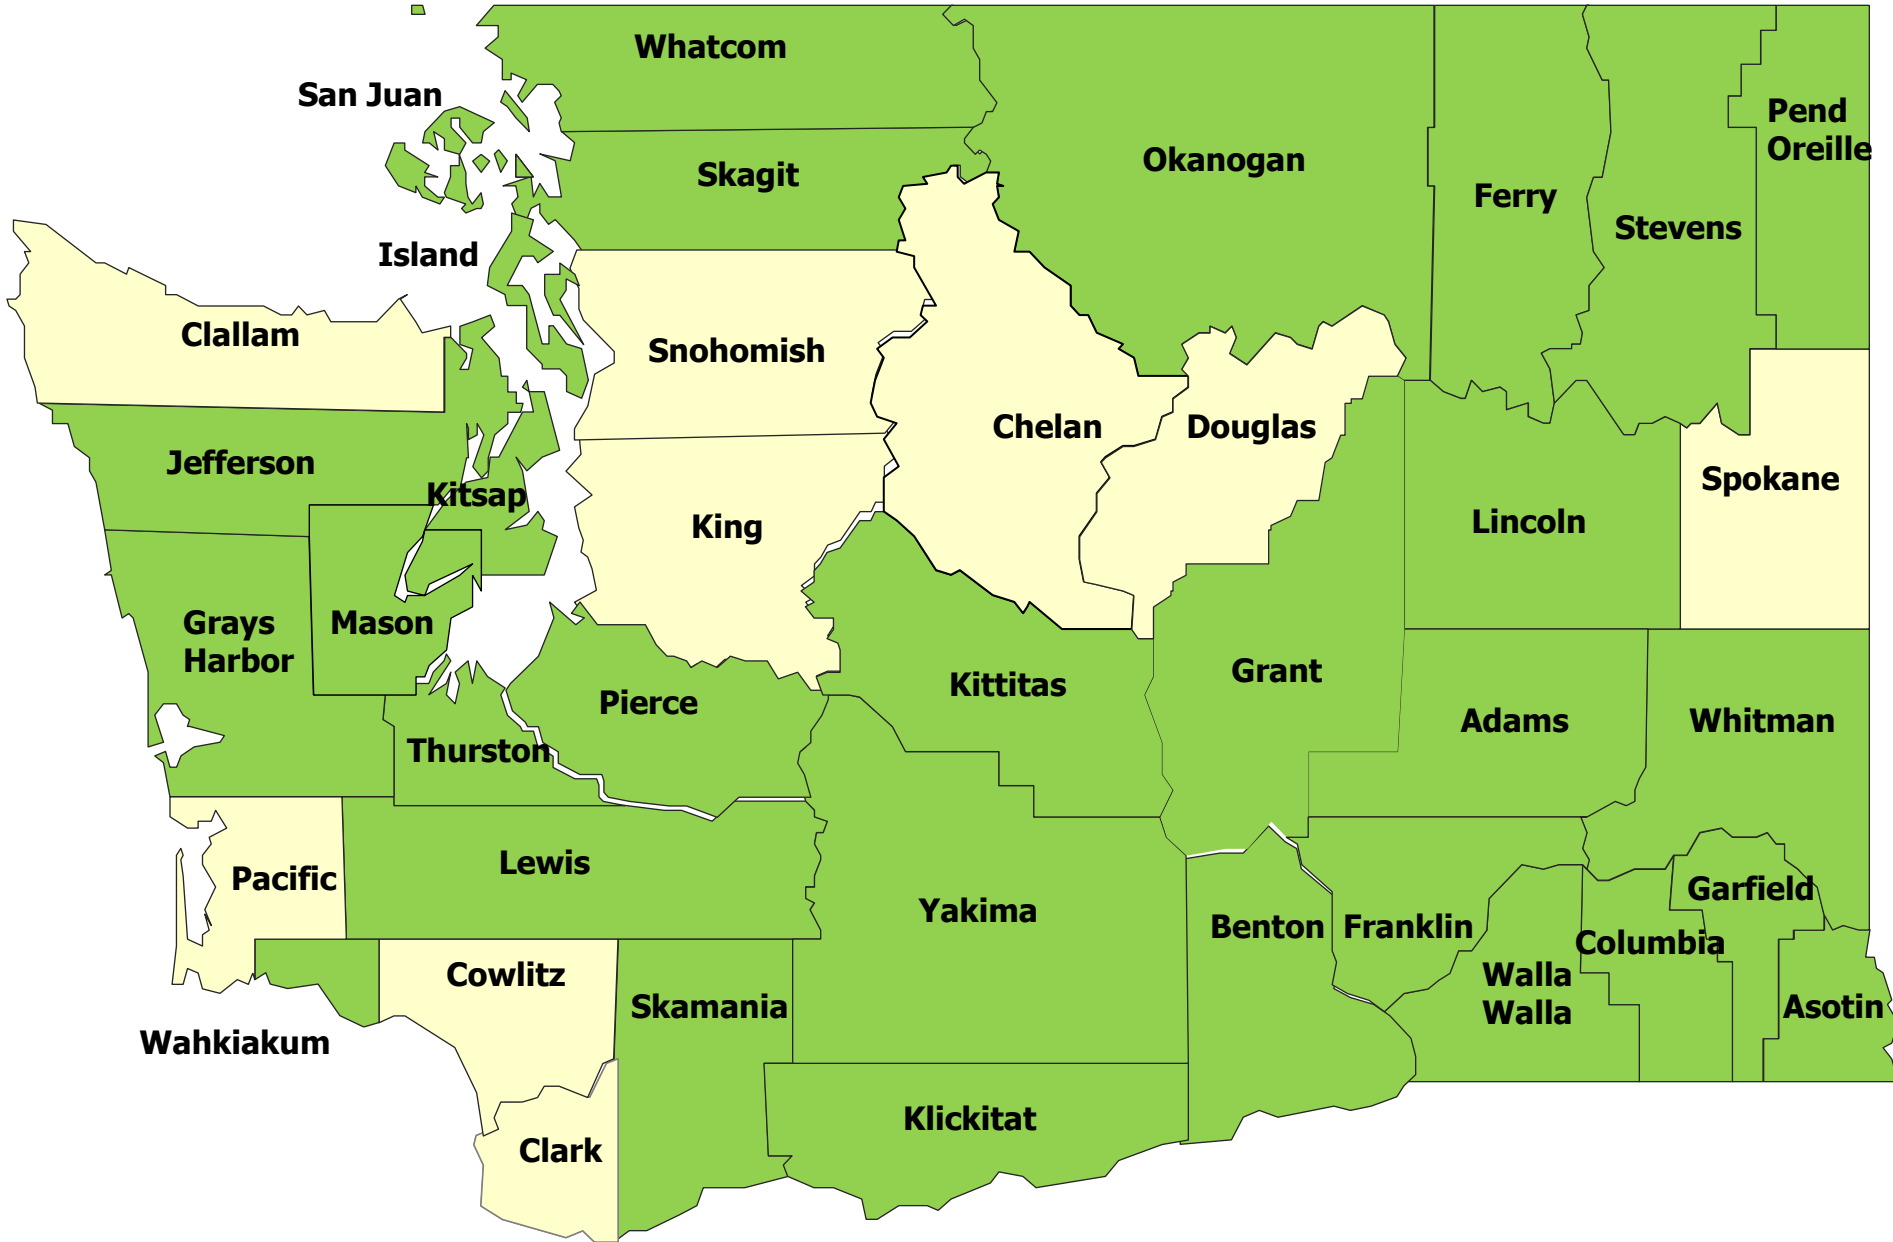 Whatcom
San Juan
Pend
Oreille
Okanogan
Skagit
Ferry
Stevens
Island
Clallam
Snohomish
Chelan
Douglas
Jefferson
Spokane
Kitsap
King
Lincoln
Grays
Harbor
Mason
Grant
Kittitas
Pierce
Adams
Whitman
Thurston
Lewis
Pacific
Garfield
Yakima
Benton
Franklin
Columbia
Cowlitz
Walla
Walla
Skamania
Asotin
Wahkiakum
Klickitat
Clark